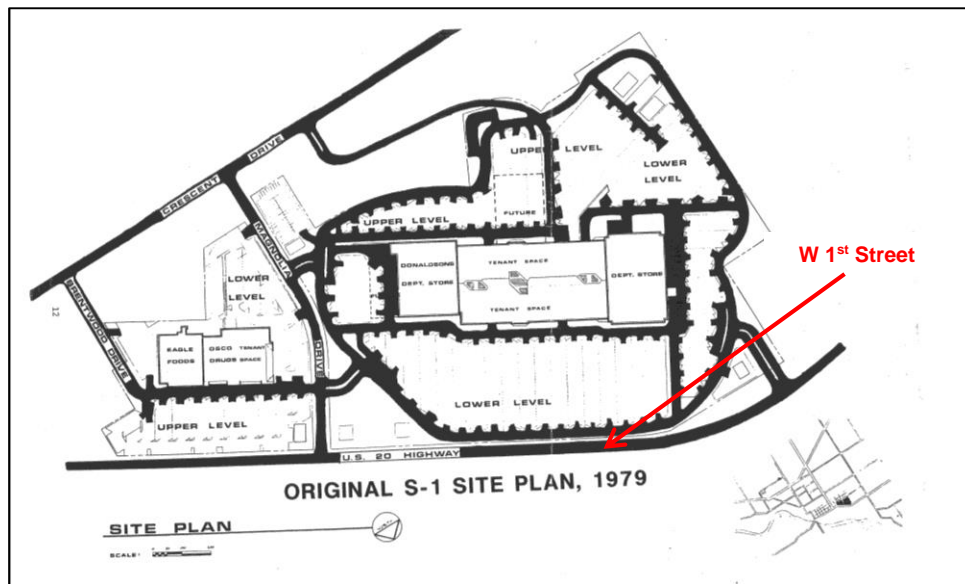 CRESCENT DRIVE
UPPER LEVEL
LOWER
LEVEL
FUTURE
UPPER LEVEL
MAGNOLIA
DRIVE
W 1st Street
DONALDSONS
DEPT. STORE
TENANT SPACE
DEPT. STORE
TENANT SPACE
LOWER
LEVEL
BRENTWOOD DRIVE
12
EAGLE
FOODS
OSCO TENANT
DRUGS SPACE
LOWER LEVEL
UPPER LEVEL
U.S. 20 HIGHWAY
ORIGINAL S-1 SITE PLAN, 1979
SITE PLAN
SCALE: